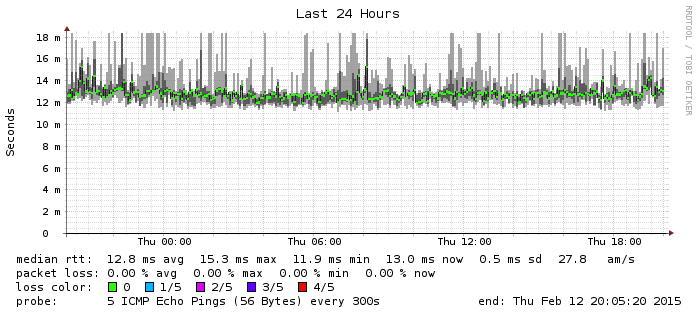 Last 24 Hours
RRDTOOL / TOBI OETIKER
Seconds
18 m
16 m
14 m
12 m
10 m
8 m
6 m
4 m
2 m
0
Thu 00:00 Thu 06:00 Thu 12:00 Thu 18:00
median rtt: 12.8 ms avg 15.3 ms max 11.9 ms min 13.0 ms now 0.5 ms sd 27.8 am/s
packet loss: 0.00 % avg 0.00 % max 0.00 % min 0.00 % now
loss color: 0 1/5 2/5 3/5 4/5
probe: 5 ICMP Echo Pings (56 Bytes) every 300s end: Thu Feb 12 20:05:20 2015